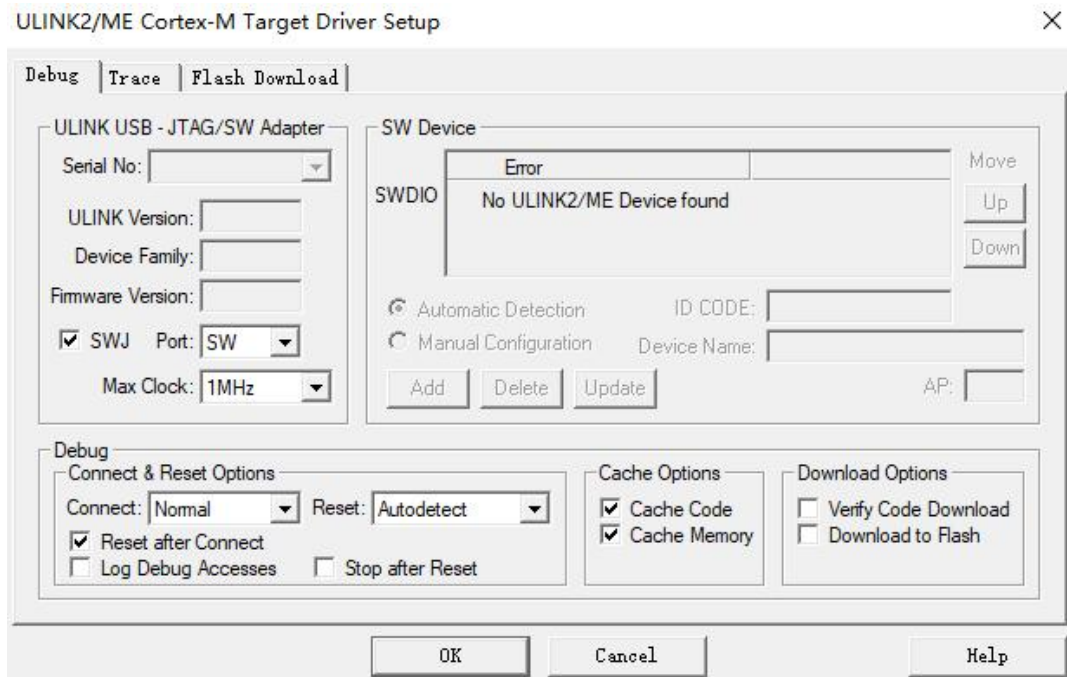 ULINK2/ME Cortex-M Target Driver Setup
Debug Trace Flash Download
ULINK USB - JTAG/SW Adapter
Serial No:
ULINK Version:
Device Family:
Firmware Version:
SWJ Port: SW
Max Clock: 1MHz
SW Device
Error
SWDIO No ULINK2/ME Device found
Move
Up
Down
Automatic Detection ID CODE:
Manual Configuration Device Name:
Add Delete Update AP:
Debug
Connect & Reset Options
Connect: Normal Reset: Autodetect
Reset after Connect
Log Debug Accesses Stop after Reset
Cache Options
Cache Code
Cache Memory
Download Options
Verify Code Download
Download to Flash
OK Cancel Help